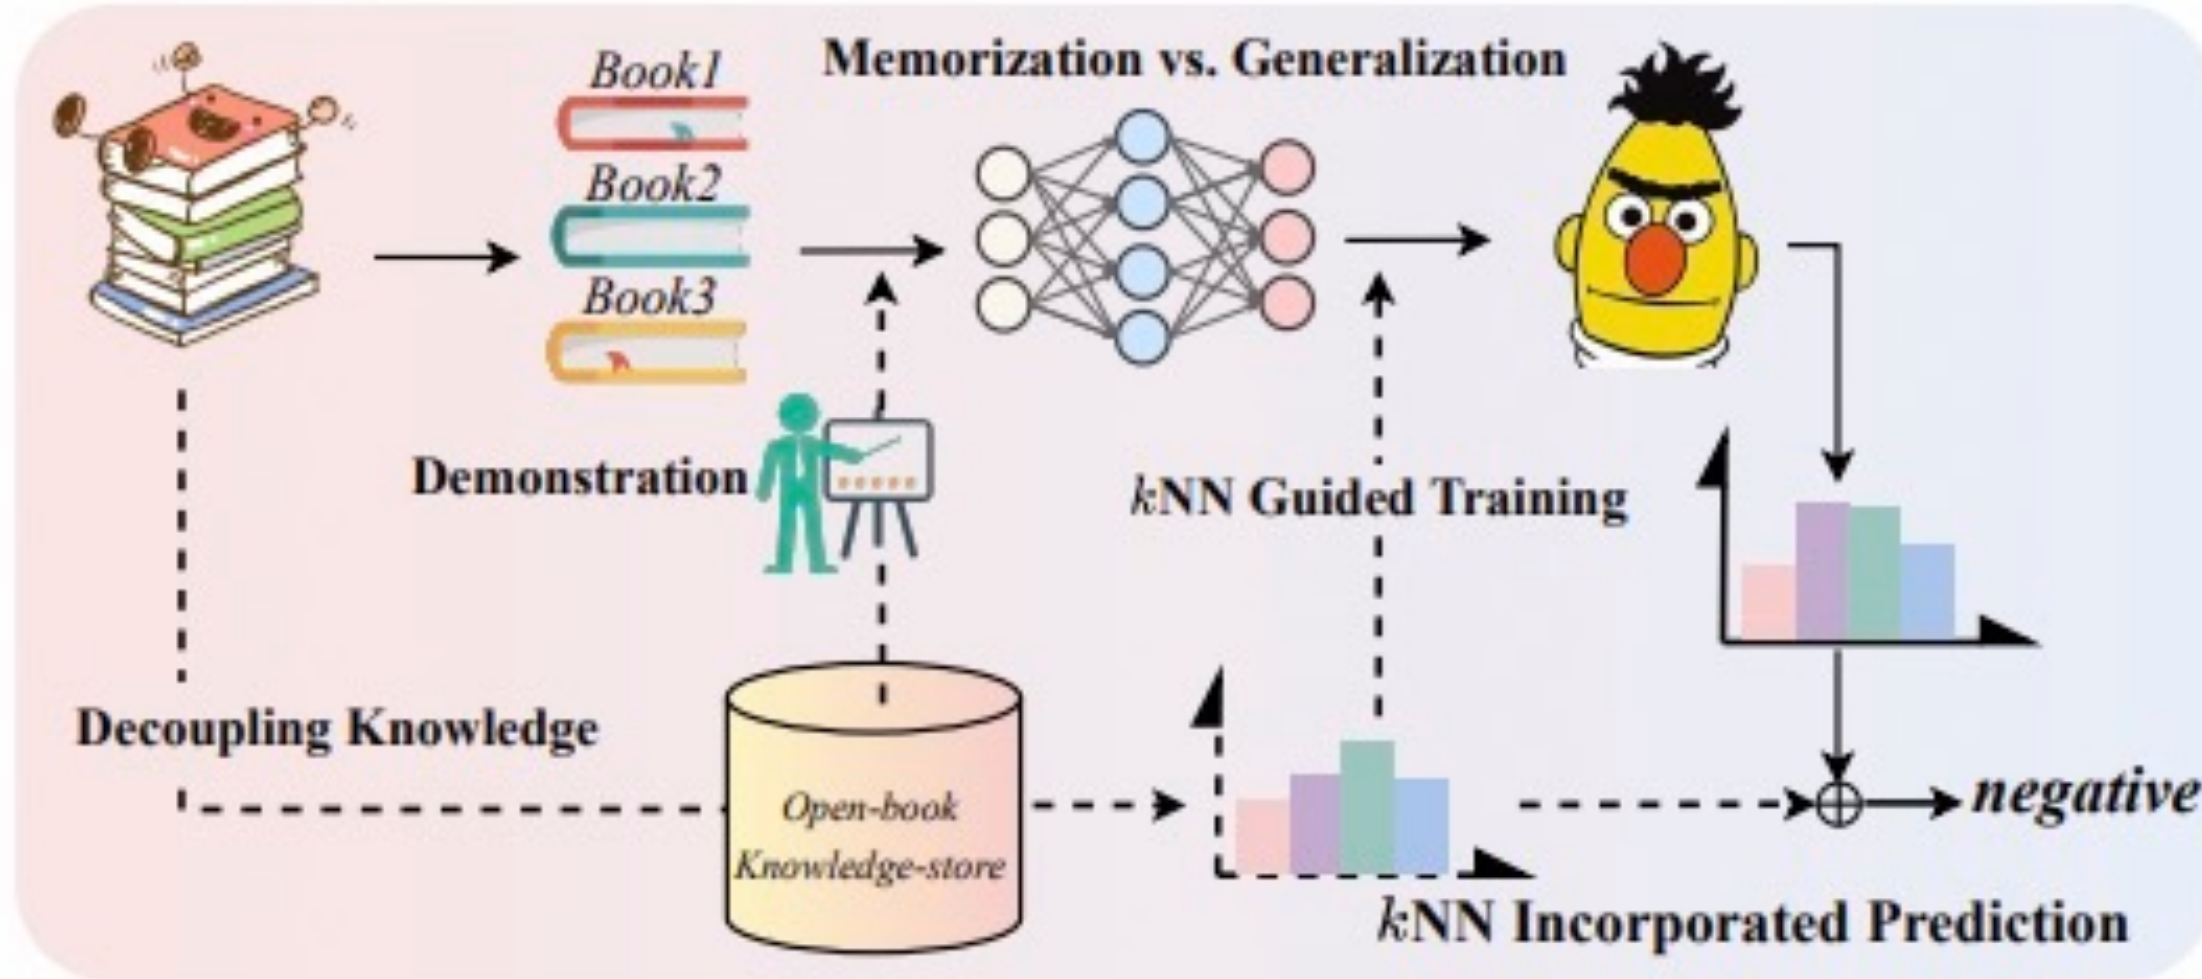 Memorization vs. Generalization
Book1
Book2
Book3
Demonstration
kNN Guided Training
Decoupling Knowledge
Open-book
Knowledge-store
negative
kNN Incorporated Prediction